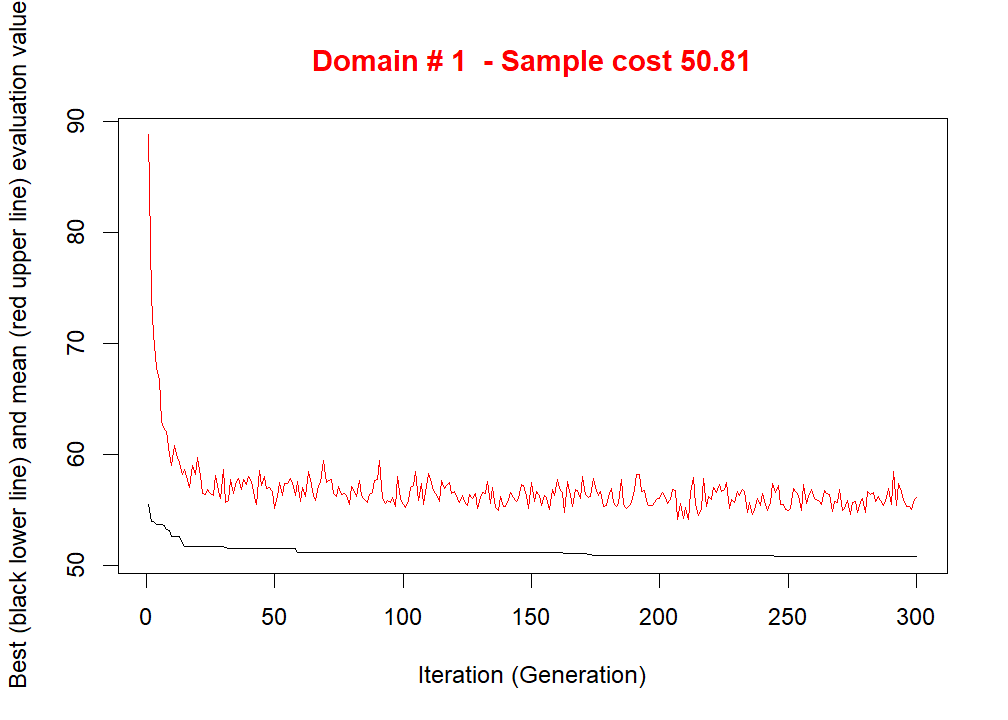 Domain # 1  - Sample cost 50.81
Best (black lower line) and mean (red upper line) evaluation value
90
80
70
60
50
0 50 100 150 200 250 300
Iteration (Generation)